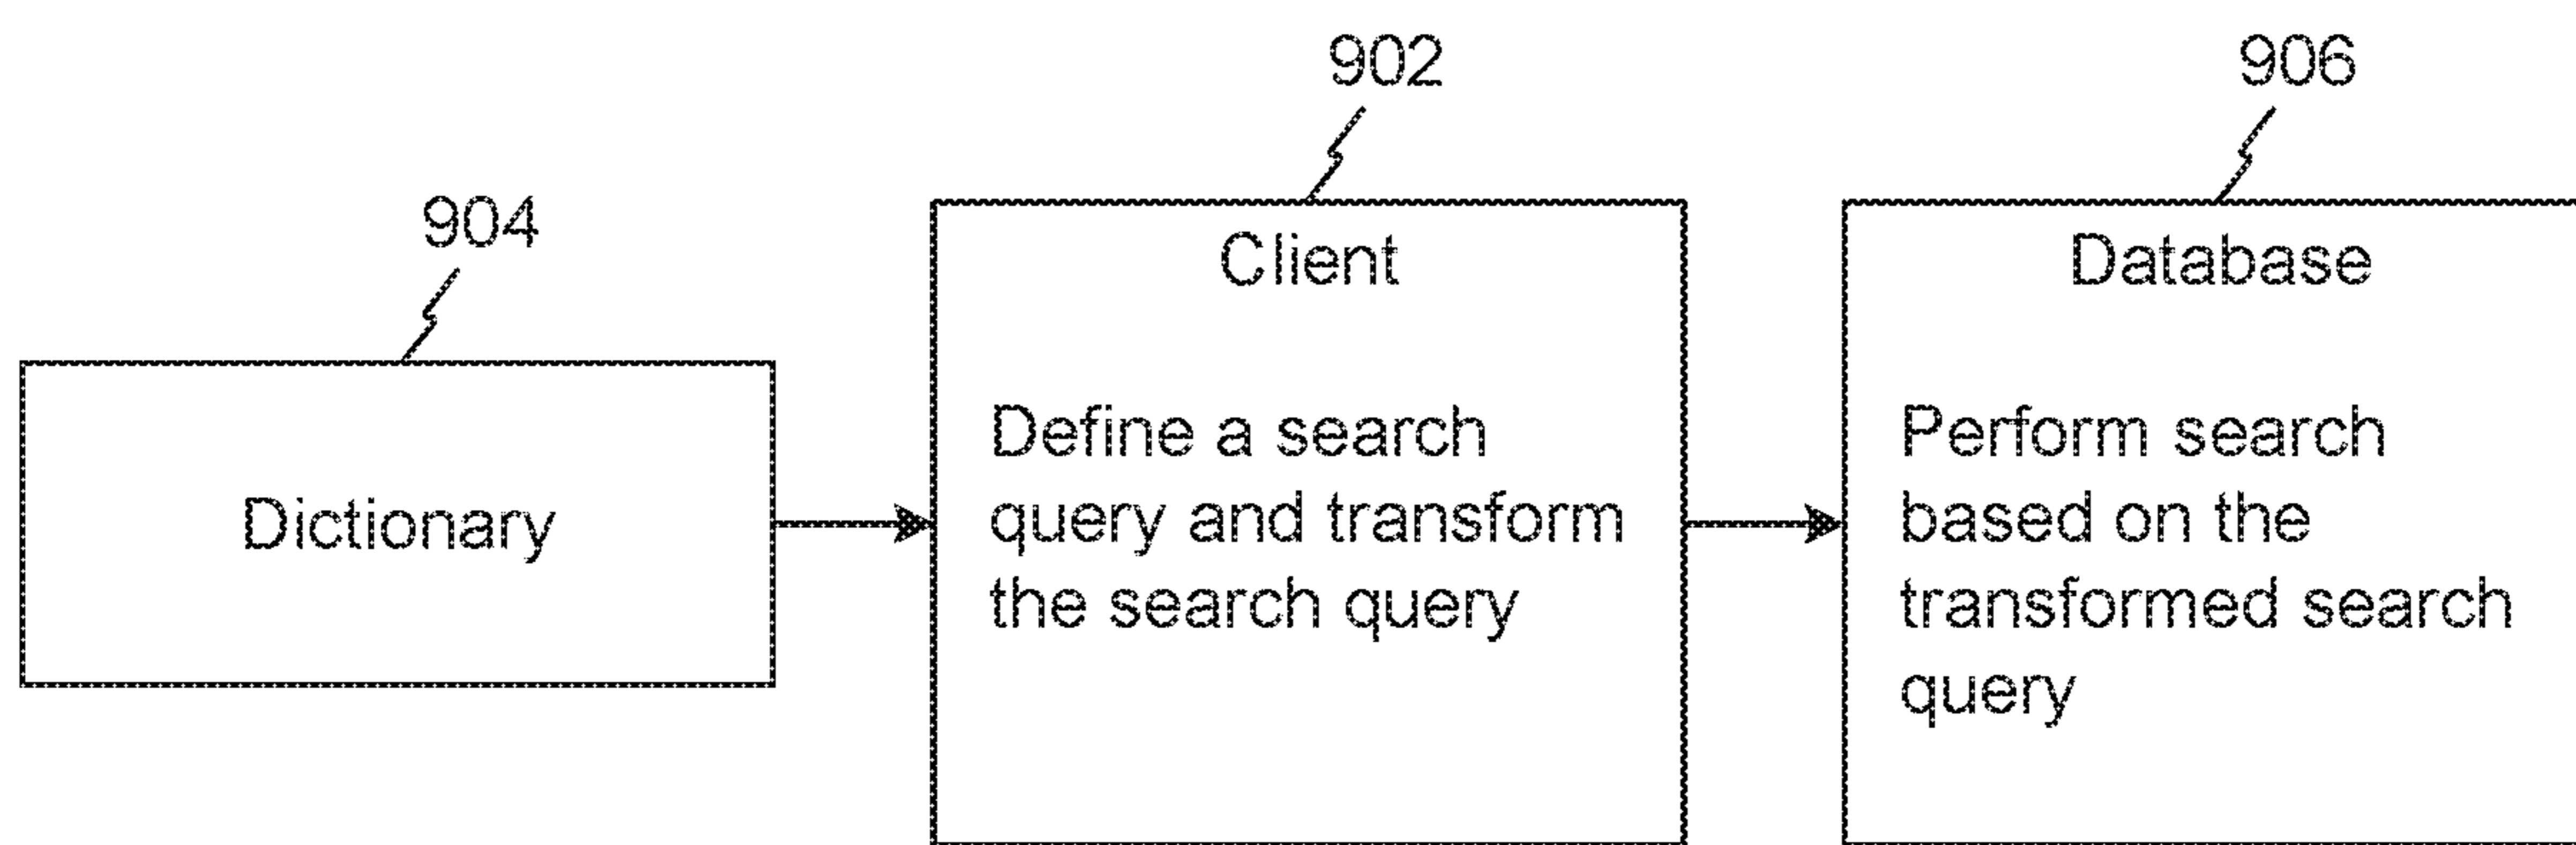 904
Dictionary
902
Client
Define a search
query and transform
the search query
906
Database
Perform search
based on the
transformed search
query